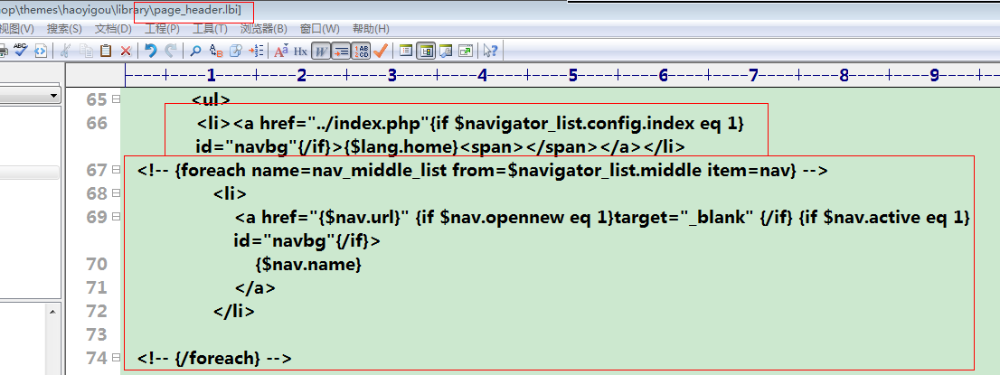 op\themes\haoyigou\library\page_header.lbi]
视图(V) 搜索(S) 文档(D) 工程(P) 工具(T) 浏览器(B) 窗口(W) 帮助(H)
ABC Hx W
1 2 3 4 5 6 7 8 9
65 <ul>
66 <li><a href="../index.php"{if $navigator_list.config.index eq 1}
id="navbg"{/if}>{$lang.home}<span></span></a></li>
67 <!-- {foreach name=nav_middle_list from=$navigator_list.middle item=nav} -->
68 <li>
69 <a href="{$nav.url}" {if $nav.opennew eq 1}target="_blank" {/if} {if $nav.active eq 1}
id="navbg"{/if}>
70 {$nav.name}
71 </a>
72 </li>
73
74 <!-- {/foreach} -->